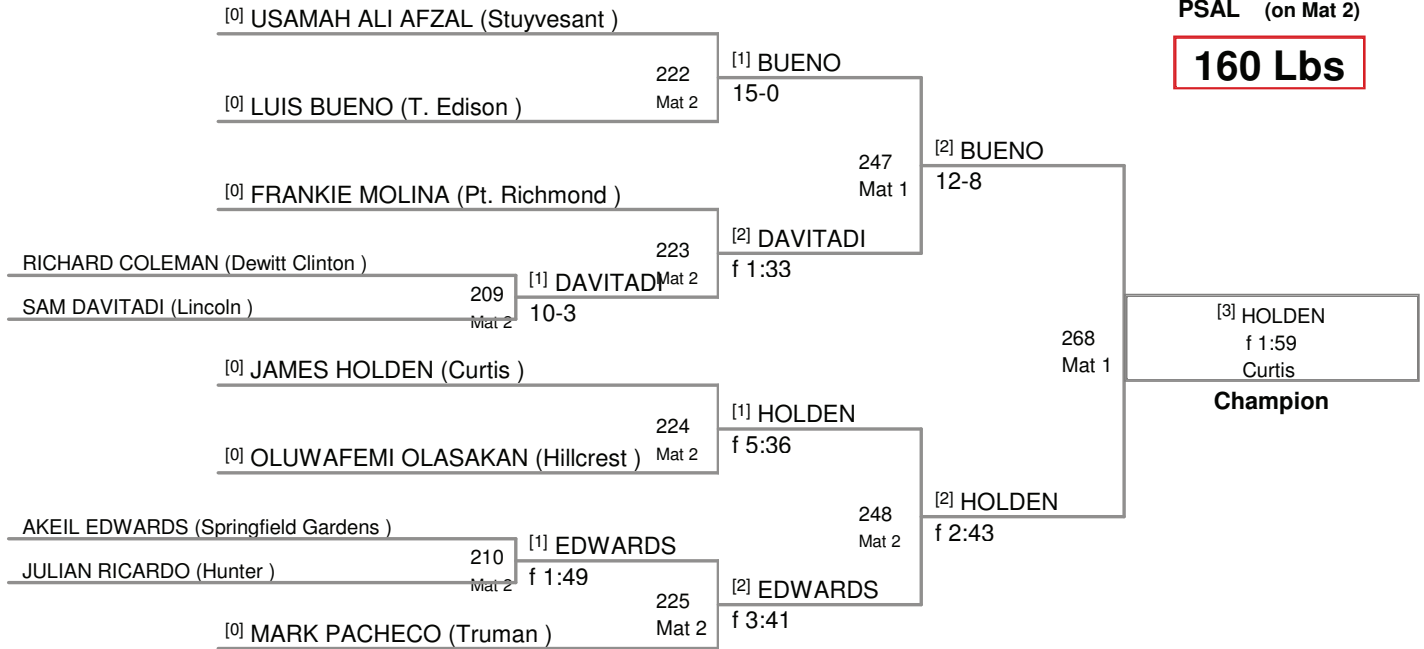 PSAL (on Mat 2)
160 Lbs
[0] USAMAH ALI AFZAL (Stuyvesant )
222
Mat 2
[0] LUIS BUENO (T. Edison )
[1] BUENO
15-0
[0] FRANKIE MOLINA (Pt. Richmond )
223
Mat 2
RICHARD COLEMAN (Dewitt Clinton )
209
Mat 2
SAM DAVITADI (Lincoln )
[1] DAVITADI
10-3
[2] DAVITADI
f 1:33
247
Mat 1
[2] BUENO
12-8
[0] JAMES HOLDEN (Curtis )
224
Mat 2
[0] OLUWAFEMI OLASAKAN (Hillcrest )
[1] HOLDEN
f 5:36
AKEIL EDWARDS (Springfield Gardens )
210
Mat 2
JULIAN RICARDO (Hunter )
[1] EDWARDS
f 1:49
225
Mat 2
[0] MARK PACHECO (Truman )
[2] EDWARDS
f 3:41
248
Mat 2
[2] HOLDEN
f 2:43
268
Mat 1
[3] HOLDEN
f 1:59
Curtis
Champion